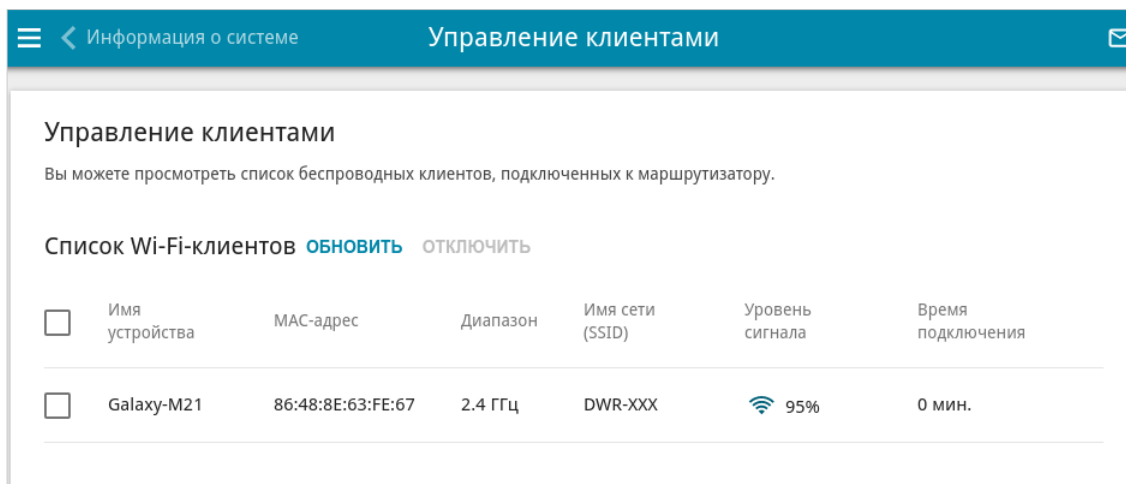 Информация о системе Управление клиентами
Управление клиентами
Вы можете просмотреть список беспроводных клиентов, подключенных к маршрутизатору.
Список Wi-Fi-клиентов ОБНОВИТЬ ОТКЛЮЧИТЬ
Имя устройства MAC-адрес Диапазон Имя сети (SSID) Уровень сигнала Время подключения
Galaxy-M21 86:48:8E:63:FE:67 2.4 ГГц DWR-XXX 95% 0 мин.